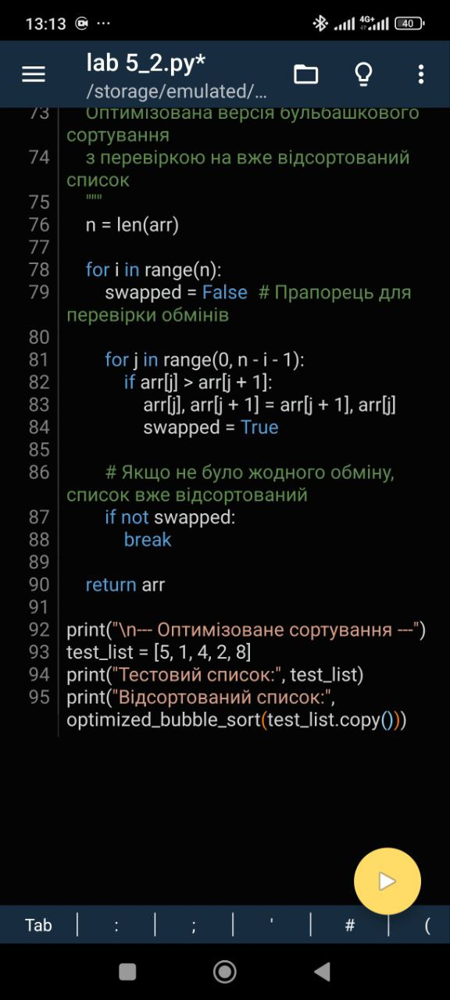 13:13 ...
4G+ 40
lab 5_2.py*
/storage/emulated/...
73 Оптимізована версія бульбашкового
сортування
74 з перевіркою на вже відсортований
список
75 """
76 n = len(arr)
77
78 for i in range(n):
79 swapped = False # Прапорець для
перевірки обмінів
80
81 for j in range(0, n - i - 1):
82 if arr[j] > arr[j + 1]:
83 arr[j], arr[j + 1] = arr[j + 1], arr[j]
84 swapped = True
85
86 # Якщо не було жодного обміну,
список вже відсортований
87 if not swapped:
88 break
89
90 return arr
91
92 print("\n--- Оптимізоване сортування ---")
93 test_list = [5, 1, 4, 2, 8]
94 print("Тестовий список:", test_list)
95 print("Відсортований список:",
optimized_bubble_sort(test_list.copy()))
Tab : ; ' # (